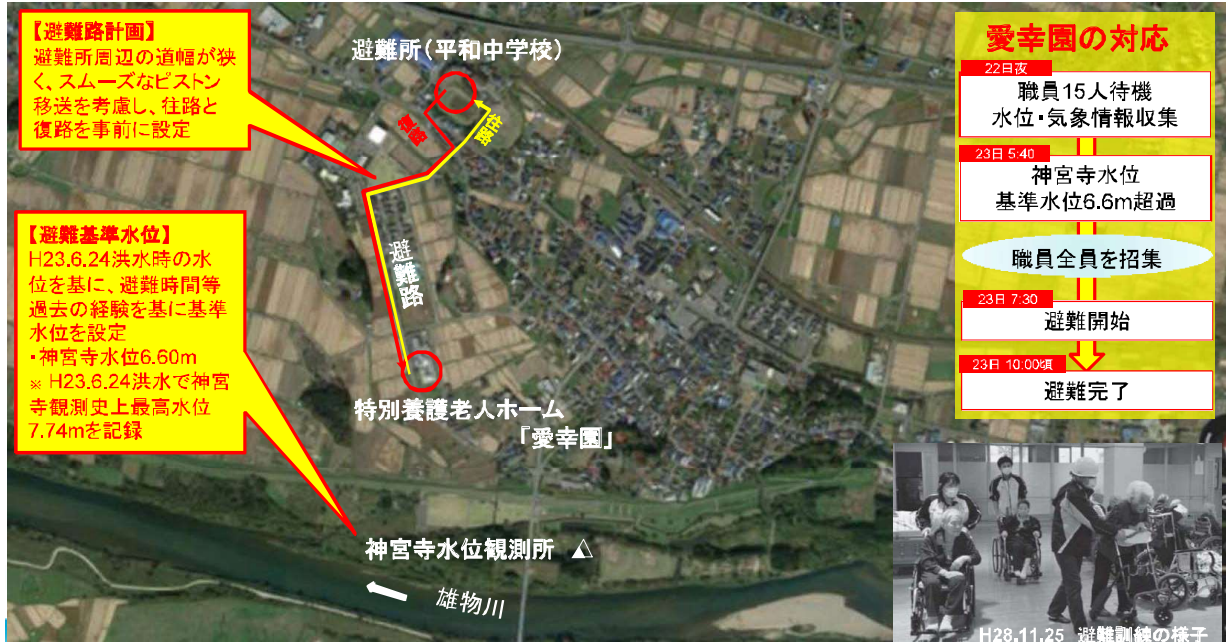 【避難路計画】
避難所周辺の道幅が狭
く、スムーズなピストン
移送を考慮し、往路と
復路を事前に設定
避難所(平和中学校)
復路
往路
避難路
【避難基準水位】
H23.6.24洪水時の水
位を基に、避難時間等
過去の経験を基に基準
水位を設定
・神宮寺水位6.60m
※ H23.6.24洪水で神宮
寺観測史上最高水位
7.74mを記録
特別養護老人ホーム
「愛幸園」
神宮寺水位観測所
雄物川
愛幸園の対応
22日夜
職員15人待機
水位・気象情報収集
23日 5:40
神宮寺水位
基準水位6.6m超過
職員全員を招集
23日 7:30
避難開始
23日 10:00頃
避難完了
H28.11.25 避難訓練の様子